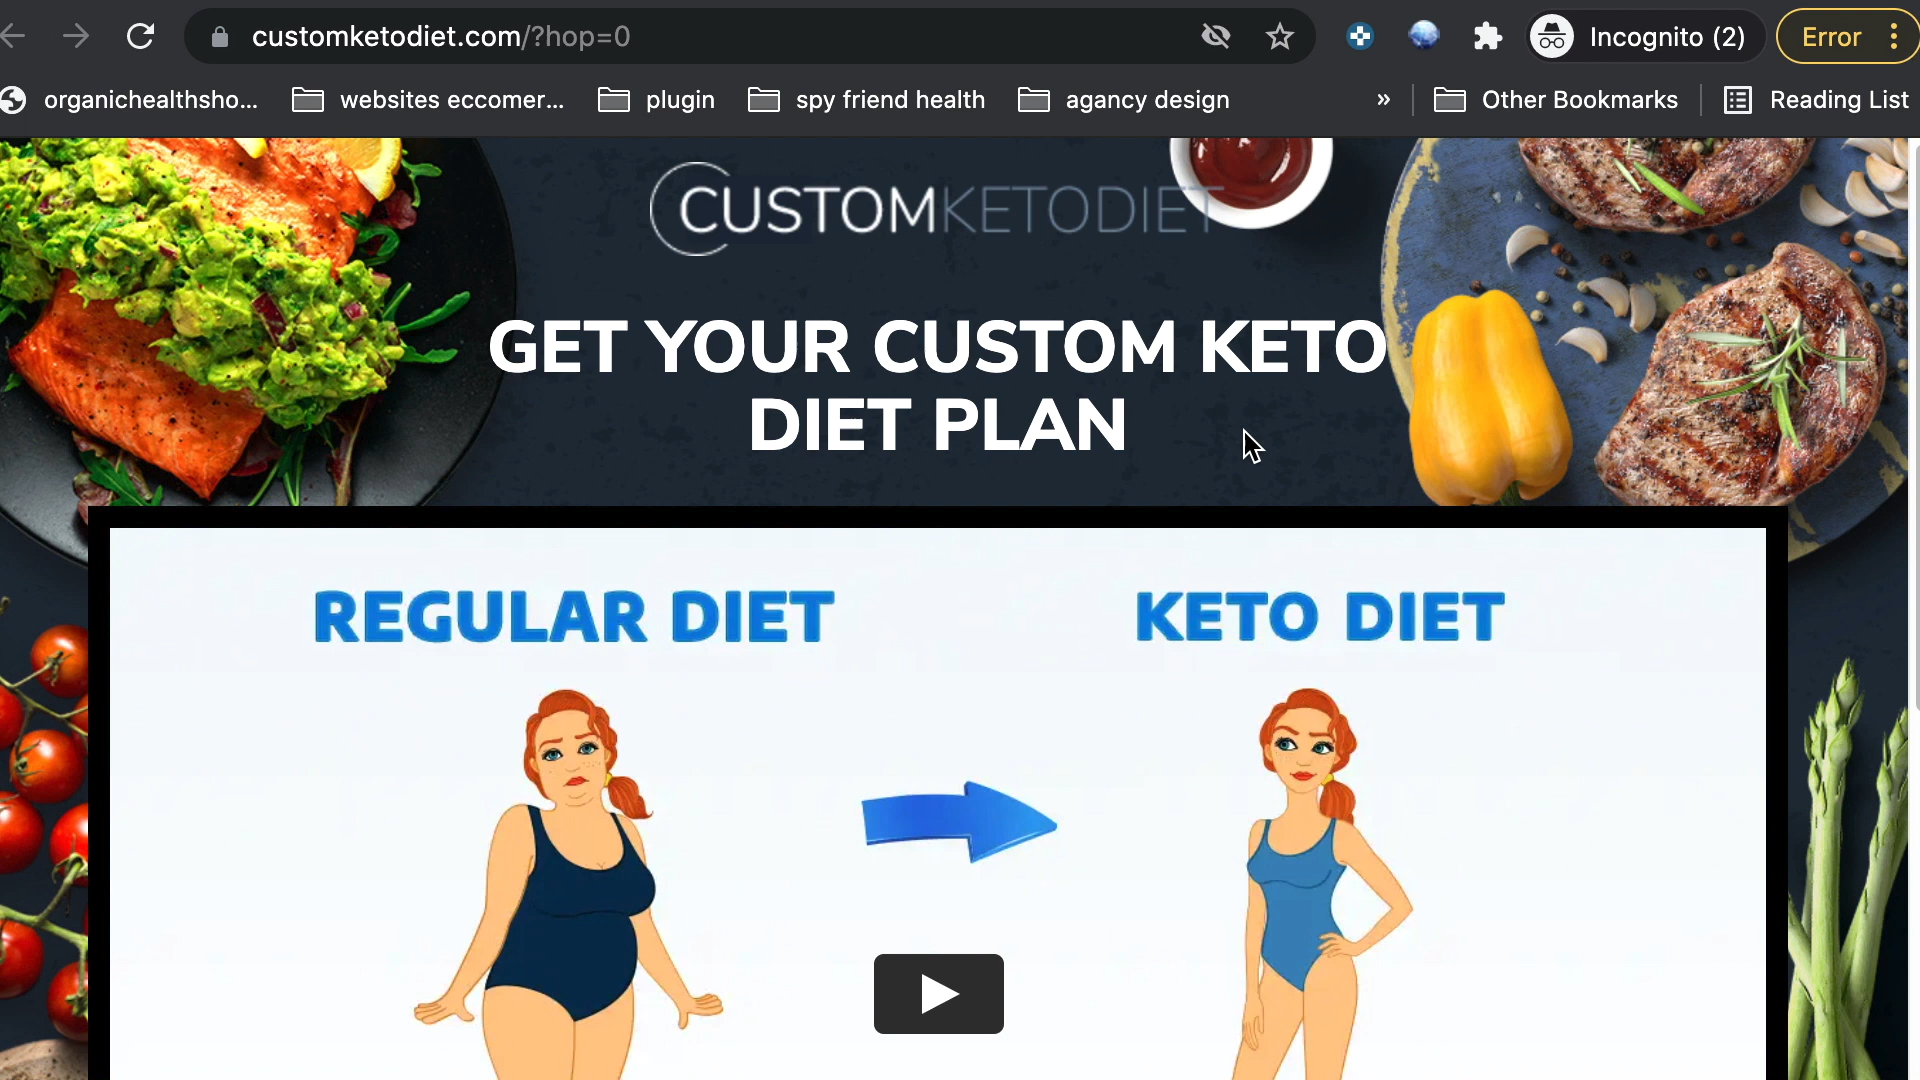 customketodiet.com/?hop=0
Incognito (2)
Error
organichealthsho...
websites eccomer...
plugin
spy friend health
agancy design
»
Other Bookmarks
Reading List
CUSTOMKETODIET
GET YOUR CUSTOM KETO
DIET PLAN
REGULAR DIET
KETO DIET